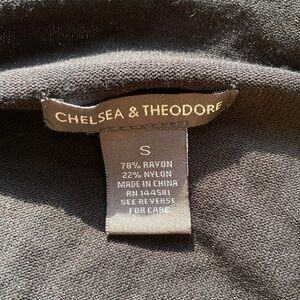 CHELSEA & THEODORE
S
78% RAYON
22% NYLON
MADE IN CHINA
RN 144581
SEE REVERSE
FOR CARE